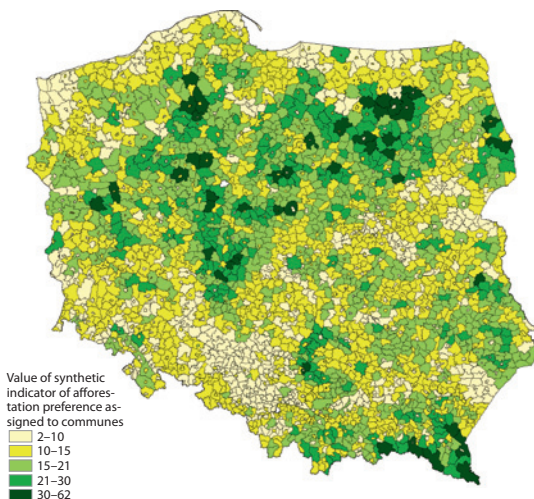 Value of synthetic
indicator of affores-
tation preference as-
signed to communes
2–10
10–15
15–21
21–30
30–62